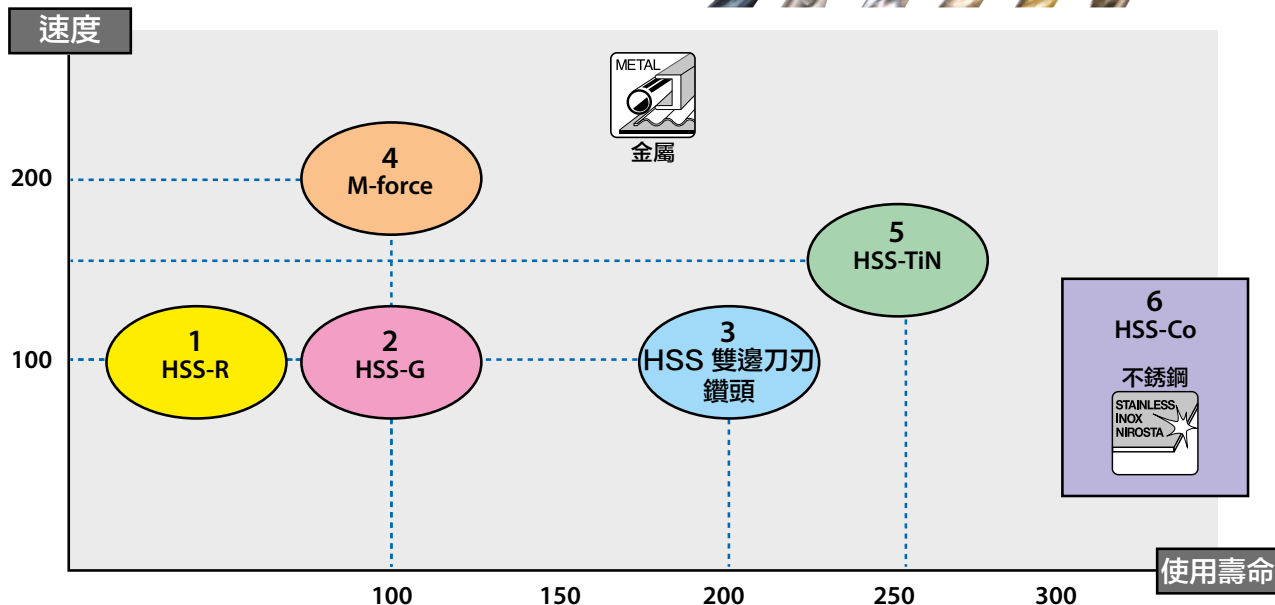 速度
METAL
金屬
200
4
M-force
5
HSS-TiN
100
1
HSS-R
2
HSS-G
3
HSS 雙邊刀刃
鑽頭
6
HSS-Co
不銹鋼
STAINLESS
INOX
NIROSTA
使用壽命
100
150
200
250
300